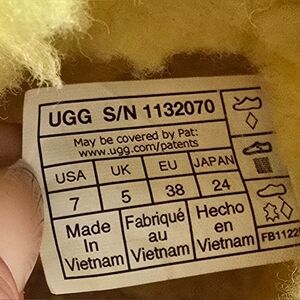 UGG S/N 1132070
May be covered by Pat:
www.ugg.com/patents
USA UK EU JAPAN
7 5 38 24
Made Fabriqué Hecho
In au en
Vietnam Vietnam Vietnam